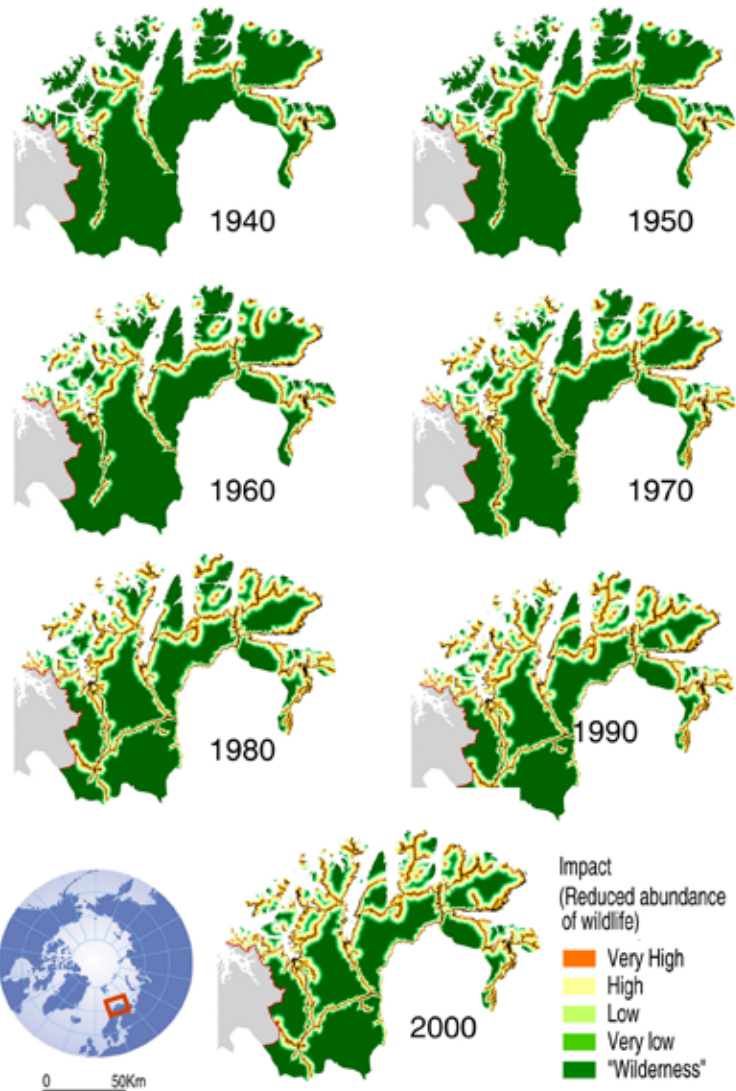 1940
1950
1960
1970
1980
1990
2000
Impact
(Reduced abundance
of wildlife)
Very High
High
Low
Very low
"Wilderness"
0 50Km